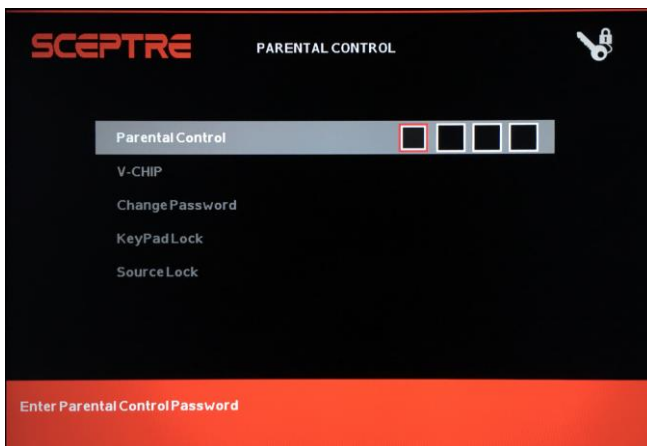 SCEPTRE
PARENTAL CONTROL
Parental Control
V-CHIP
Change Password
KeyPad Lock
Source Lock
Enter Parental Control Password